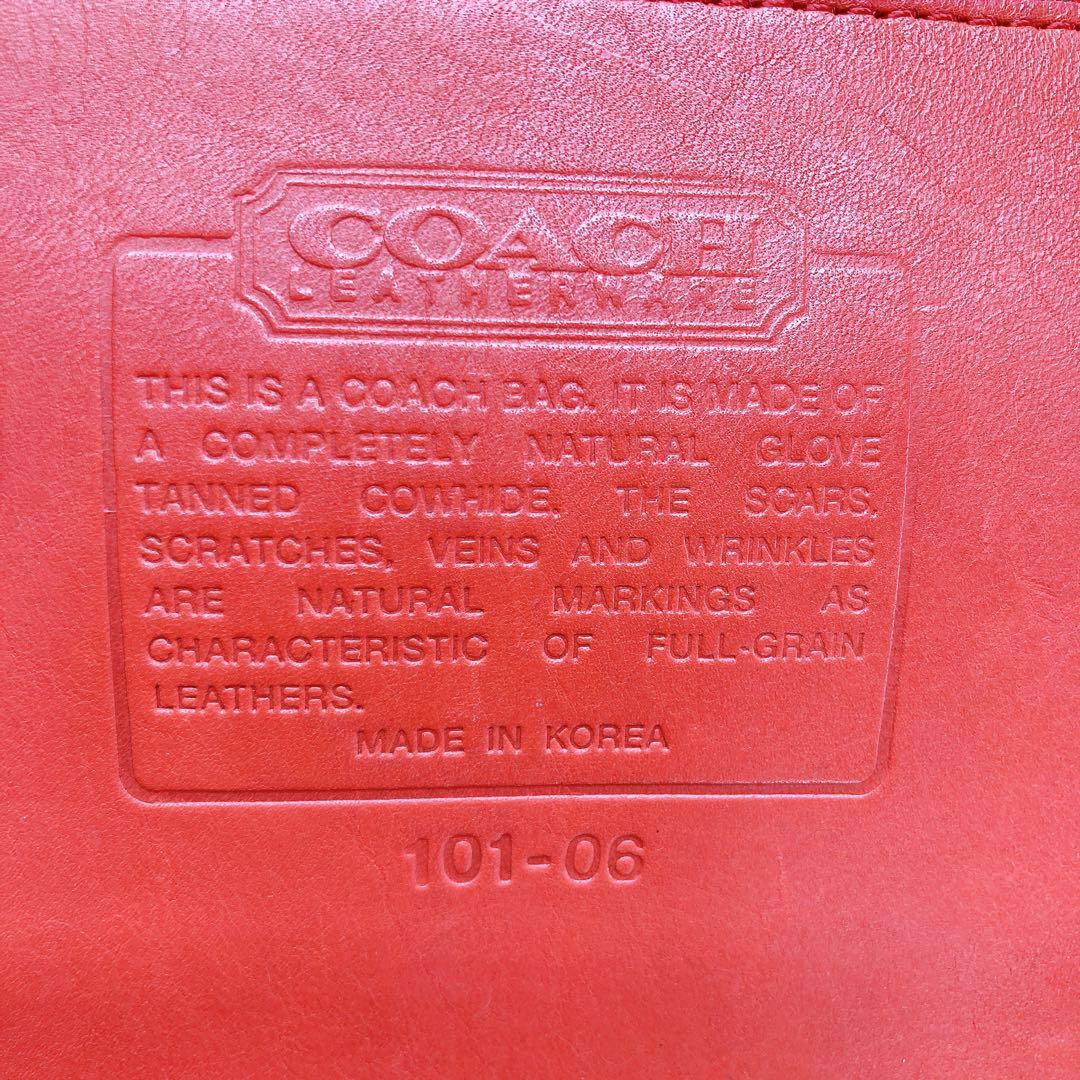 COACH
LEATHERWARE
THIS IS A COACH BAG. IT IS MADE OF
A COMPLETELY NATURAL GLOVE
TANNED COWHIDE, THE SCARS,
SCRATCHES, VEINS AND WRINKLES
ARE NATURAL MARKINGS AS
CHARACTERISTIC OF FULL-GRAIN
LEATHERS.
MADE IN KOREA
101-06